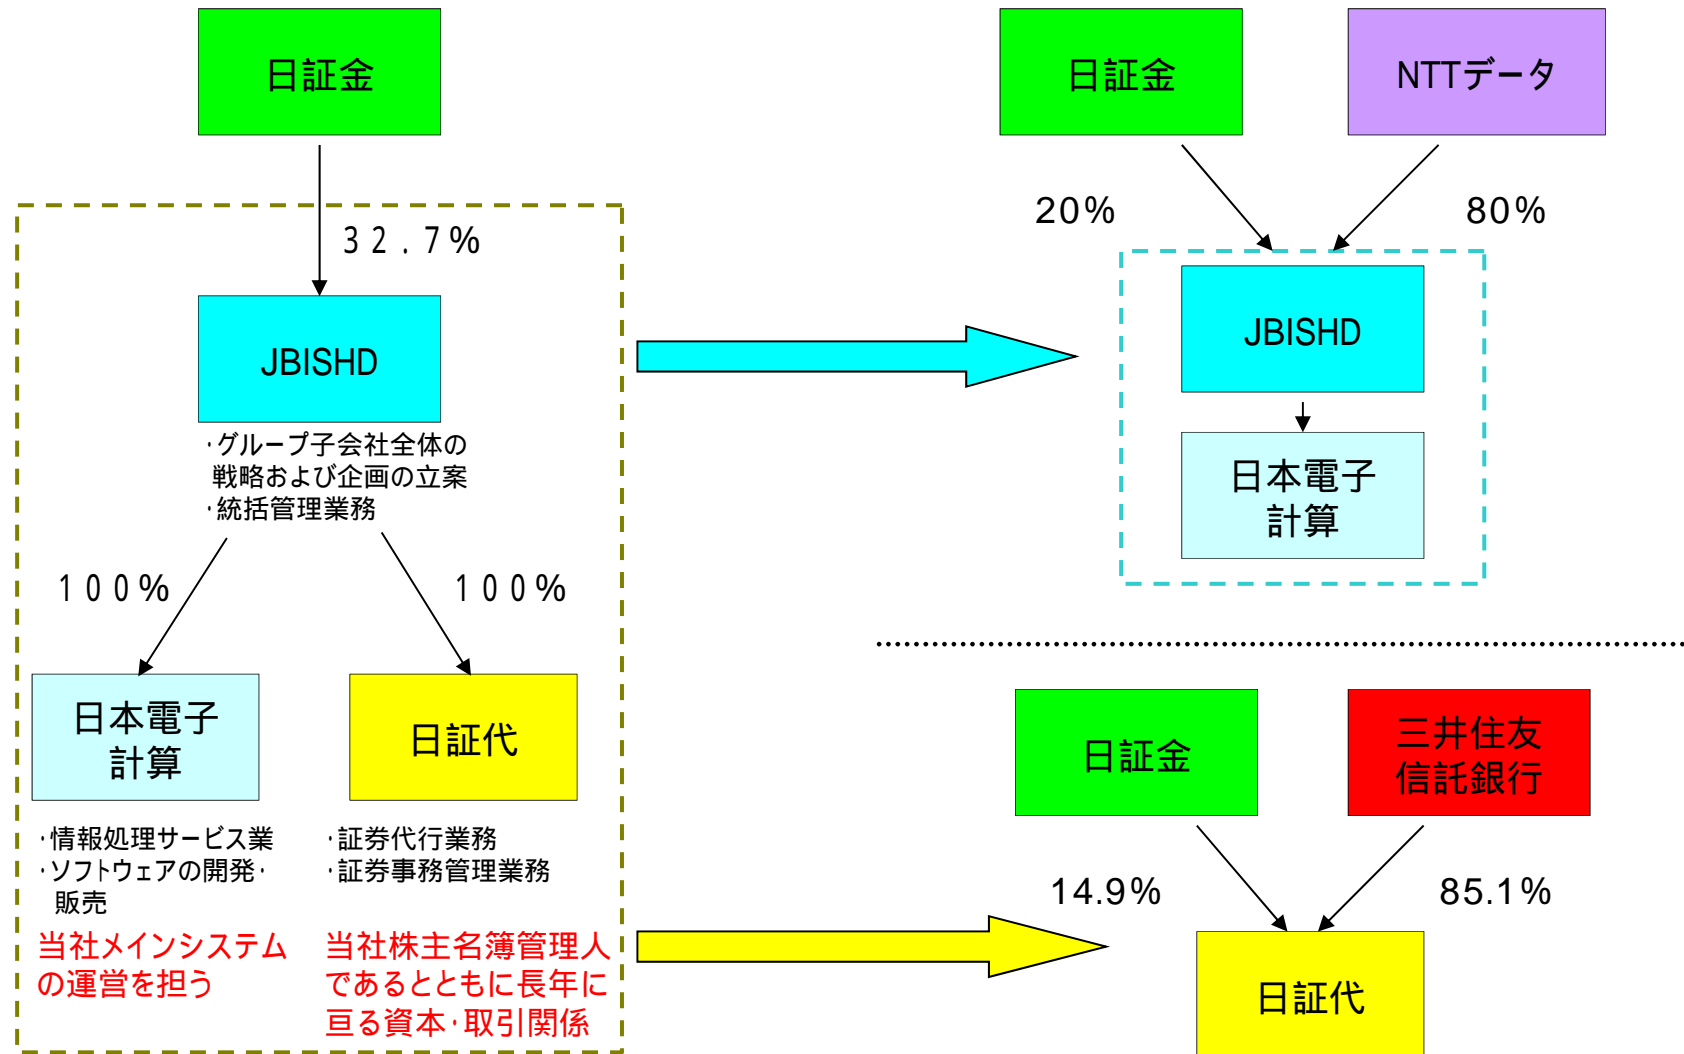 日証金
32.7%
JBISHD
･グループ子会社全体の
戦略および企画の立案
･統括管理業務
100%
100%
日本電子
計算
日証代
･情報処理サービス業
･ソフトウェアの開発･
販売
･証券代行業務
･証券事務管理業務
当社メインシステム
の運営を担う
当社株主名簿管理人
であるとともに長年に
亘る資本･取引関係
日証金
NTTデータ
20%
80%
JBISHD
日本電子
計算
日証金
三井住友
信託銀行
14.9%
85.1%
日証代